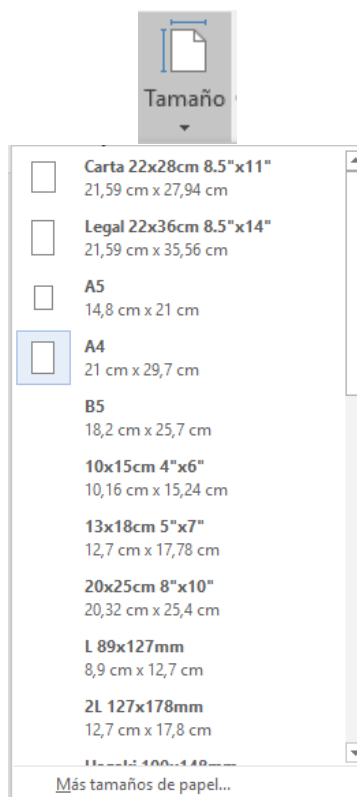 Tamaño
Carta 22x28cm 8.5"x11"
21,59 cm x 27,94 cm
Legal 22x36cm 8.5"x14"
21,59 cm x 35,56 cm
A5
14,8 cm x 21 cm
A4
21 cm x 29,7 cm
B5
18,2 cm x 25,7 cm
10x15cm 4"x6"
10,16 cm x 15,24 cm
13x18cm 5"x7"
12,7 cm x 17,78 cm
20x25cm 8"x10"
20,32 cm x 25,4 cm
L 89x127mm
8,9 cm x 12,7 cm
2L 127x178mm
12,7 cm x 17,8 cm
Más tamaños de papel...